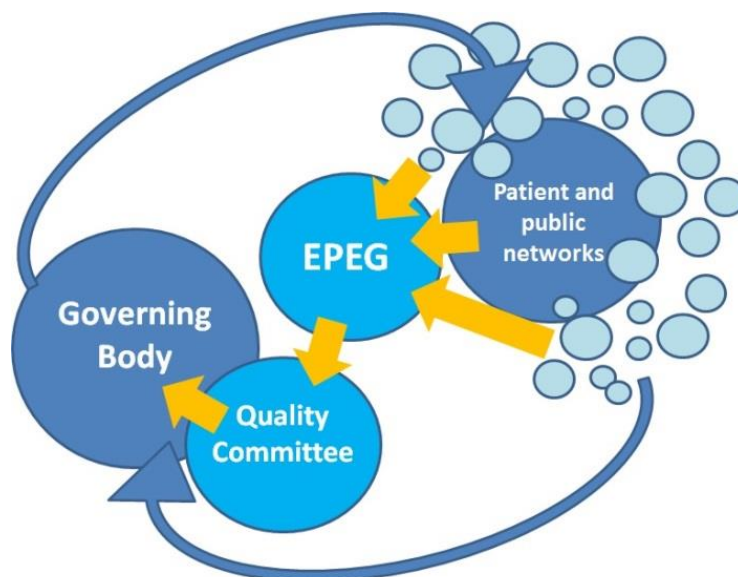 Patient and
public
networks
EPEG
Governing
Body
Quality
Committee